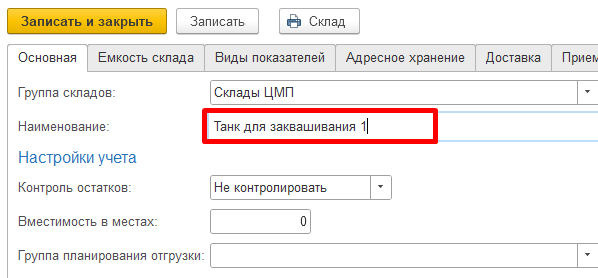 Записать и закрыть Записать Склад
Основная Емкость склада Виды показателей Адресное хранение Доставка Прием
Группа складов: Склады ЦМП
Наименование: Танк для заквашивания 1
Настройки учета
Контроль остатков: Не контролировать
Вместимость в местах: 0
Группа планирования отгрузки: